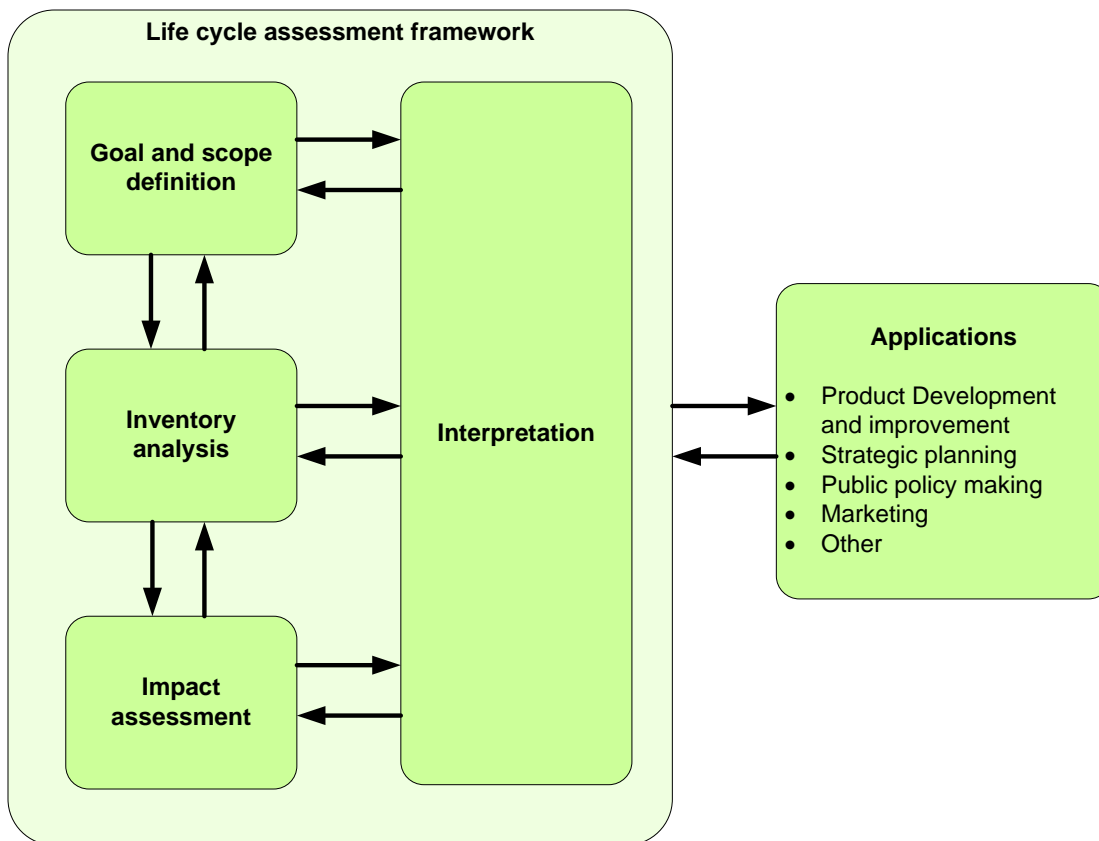 Life cycle assessment framework
Goal and scope
definition
Inventory
analysis
Impact
assessment
Interpretation
Applications
• Product Development
and improvement
• Strategic planning
• Public policy making
• Marketing
• Other